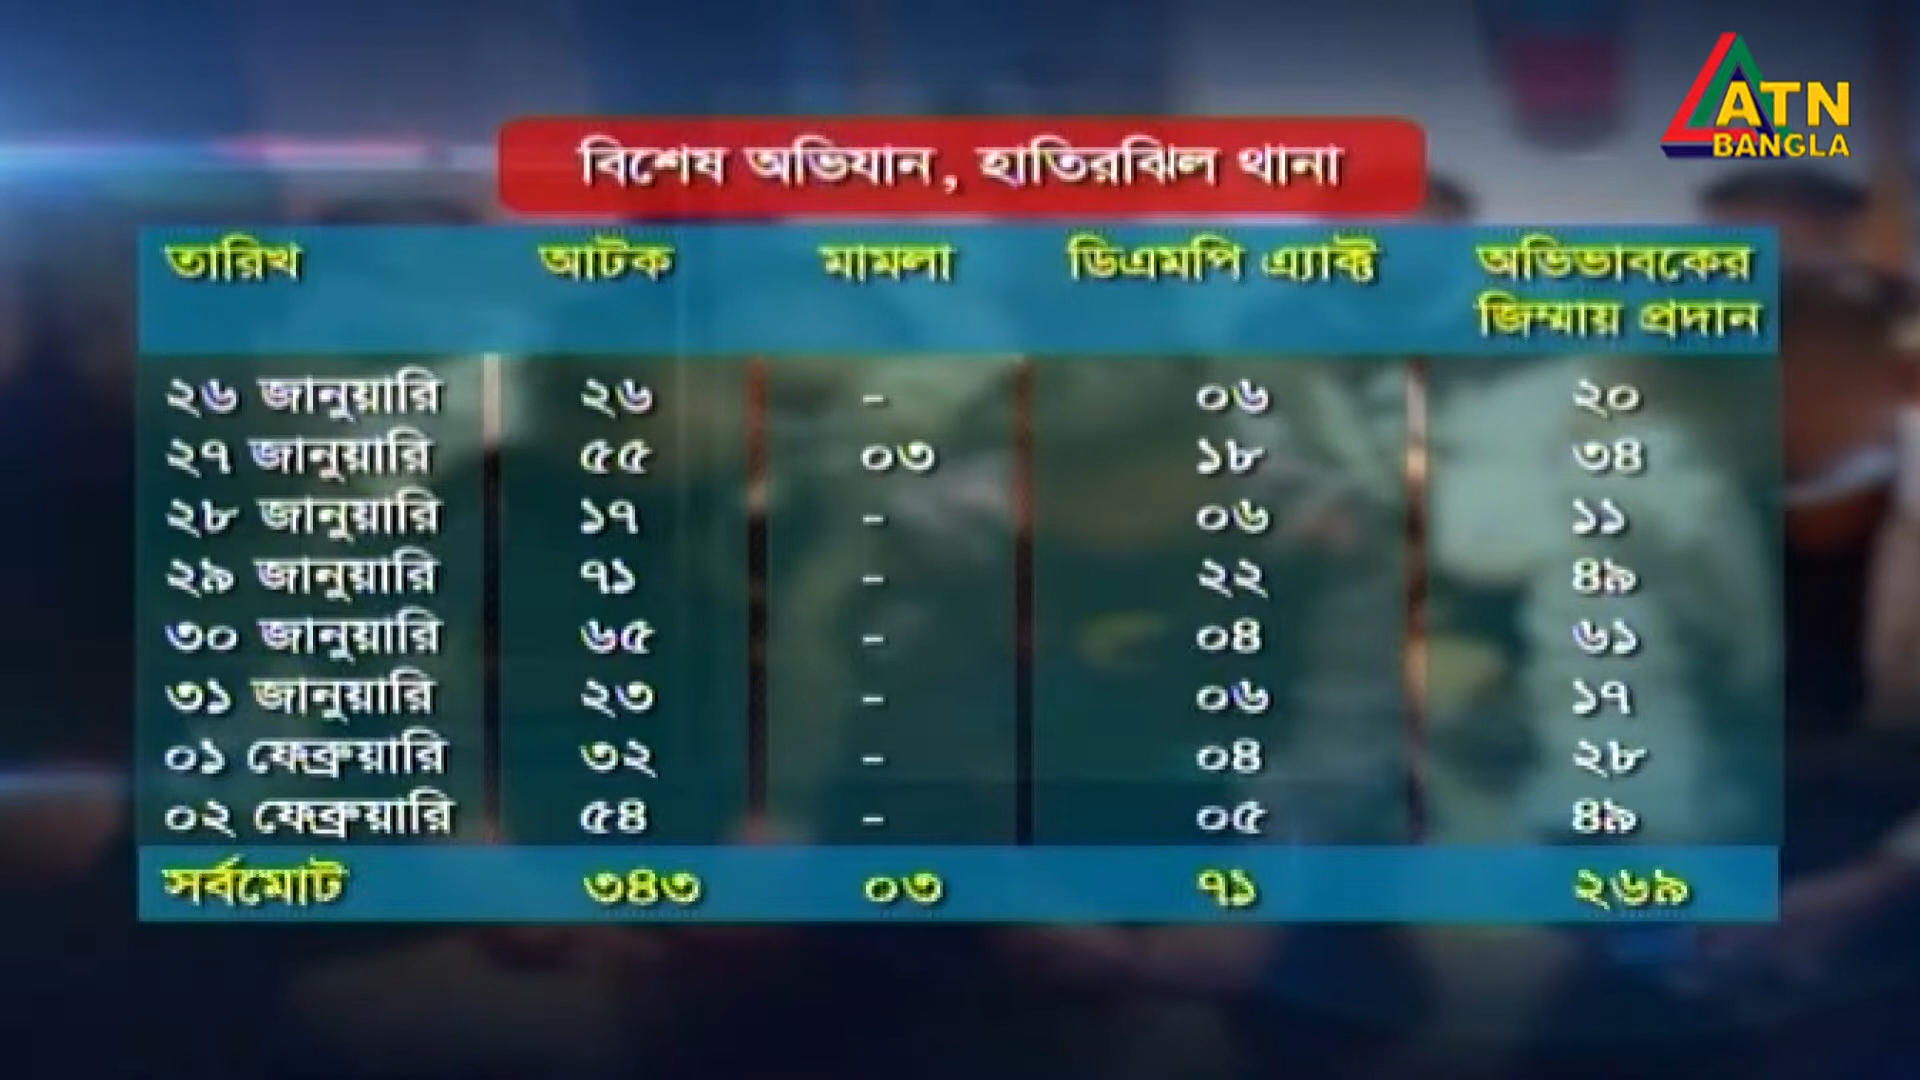 ATN
BANGLA
বিশেষ অভিযান, হাতিরঝিল থানা
তারিখ আটক মামলা ডিএমপি এ্যাক্ট অভিভাবকের
জিম্মায় প্রদান
২৬ জানুয়ারি ২৬ - ০৬ ২০
২৭ জানুয়ারি ৫৫ ০৩ ১৮ ৩৪
২৮ জানুয়ারি ১৭ - ০৬ ১১
২৯ জানুয়ারি ৭১ - ২২ ৪৯
৩০ জানুয়ারি ৬৫ - ০৪ ৬১
৩১ জানুয়ারি ২৩ - ০৬ ১৭
০১ ফেব্রুয়ারি ৩২ - ০৪ ২৮
০২ ফেব্রুয়ারি ৫৪ - ০৫ ৪৯
সর্বমোট ৩৪৩ ০৩ ৭১ ২৬৯